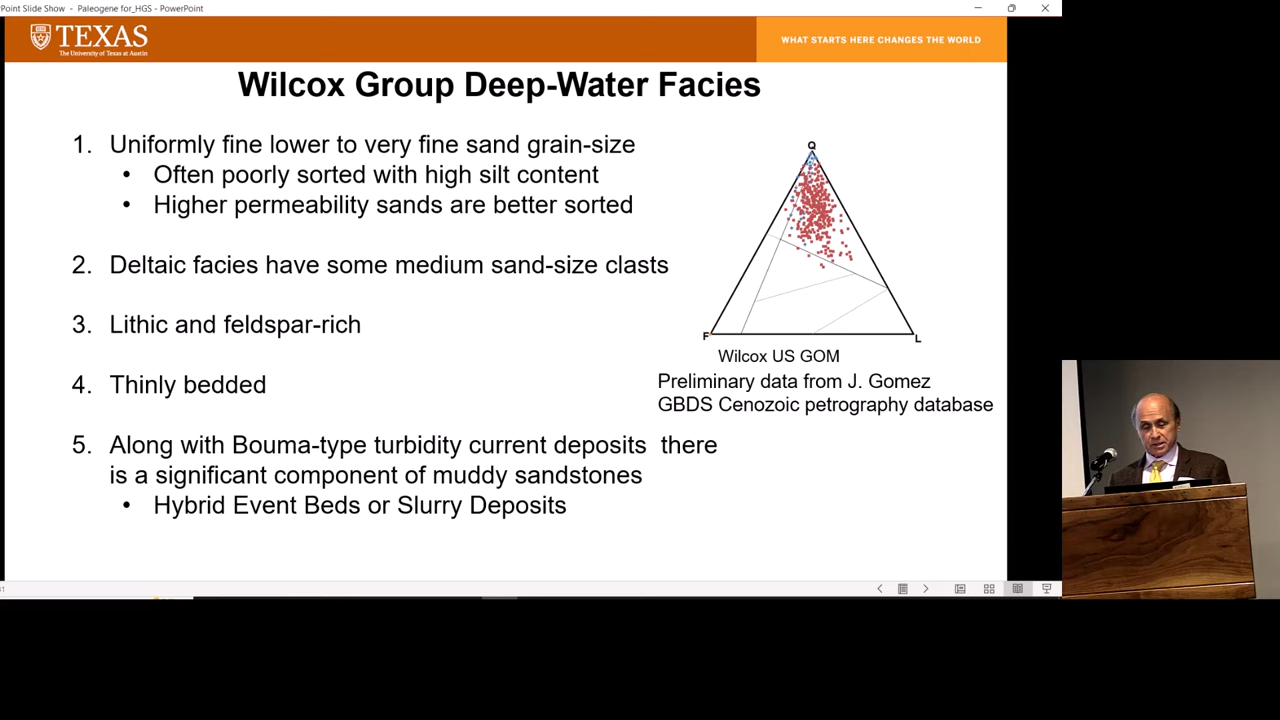 Point Slide Show - Paleogene for_HGS - PowerPoint
TEXAS
The University of Texas at Austin
WHAT STARTS HERE CHANGES THE WORLD
Wilcox Group Deep-Water Facies
1. Uniformly fine lower to very fine sand grain-size
• Often poorly sorted with high silt content
• Higher permeability sands are better sorted
2. Deltaic facies have some medium sand-size clasts
3. Lithic and feldspar-rich
4. Thinly bedded
5. Along with Bouma-type turbidity current deposits there
is a significant component of muddy sandstones
• Hybrid Event Beds or Slurry Deposits
Q
F
L
Wilcox US GOM
Preliminary data from J. Gomez
GBDS Cenozoic petrography database